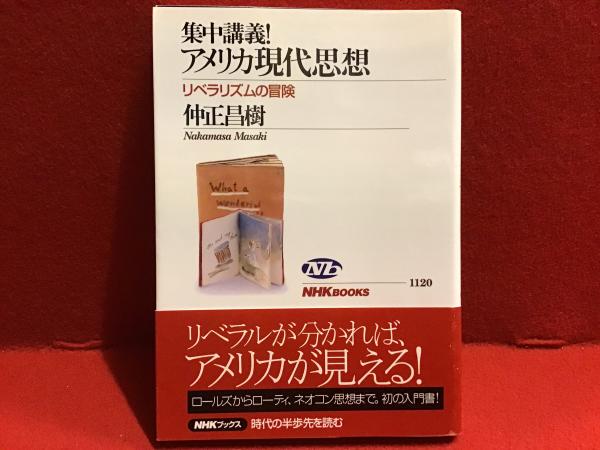 集中講義!
アメリカ現代思想
リベラリズムの冒険
仲正昌樹
Nakamasa Masaki
What a
Wonderful
Nb
NHKBOOKS
1120
リベラルが分かれば、
アメリカが見える!
ロールズからローティ、ネオコン思想まで。初の入門書!
NHKブックス 時代の半歩先を読む